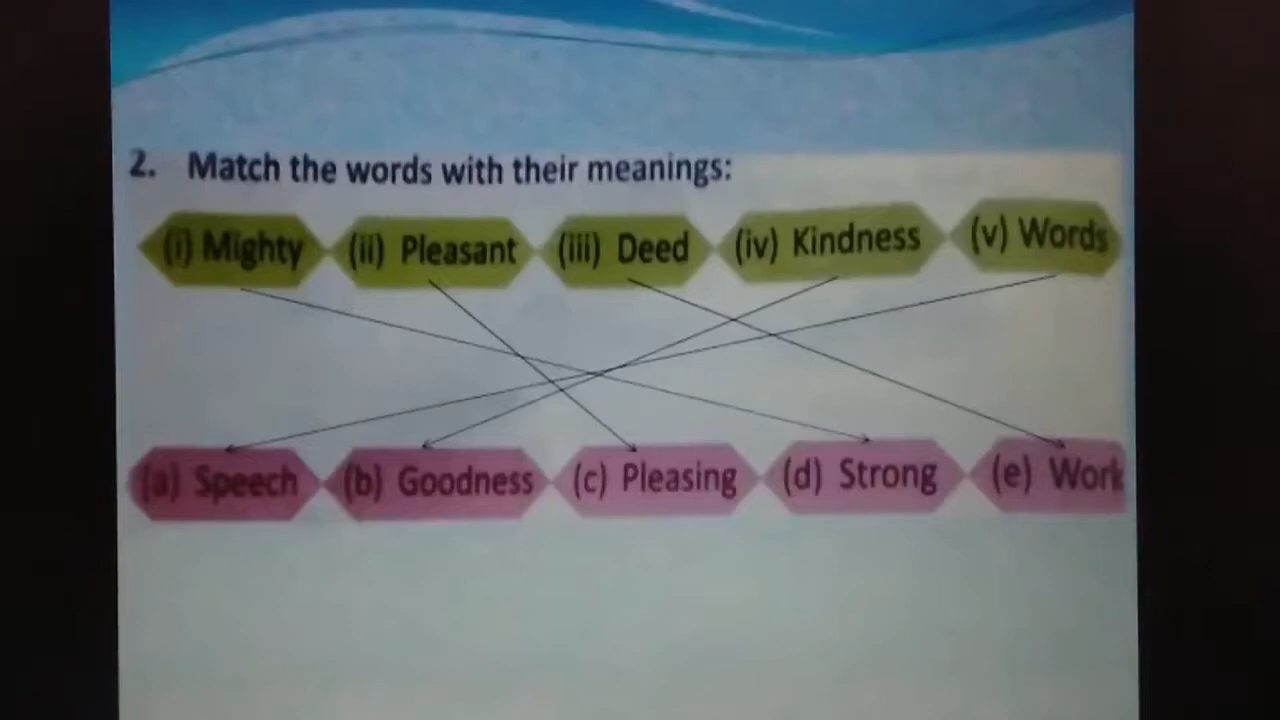 2. Match the words with their meanings:
(i) Mighty (ii) Pleasant (iii) Deed (iv) Kindness (v) Words
(a) Speech (b) Goodness (c) Pleasing (d) Strong (e) Work